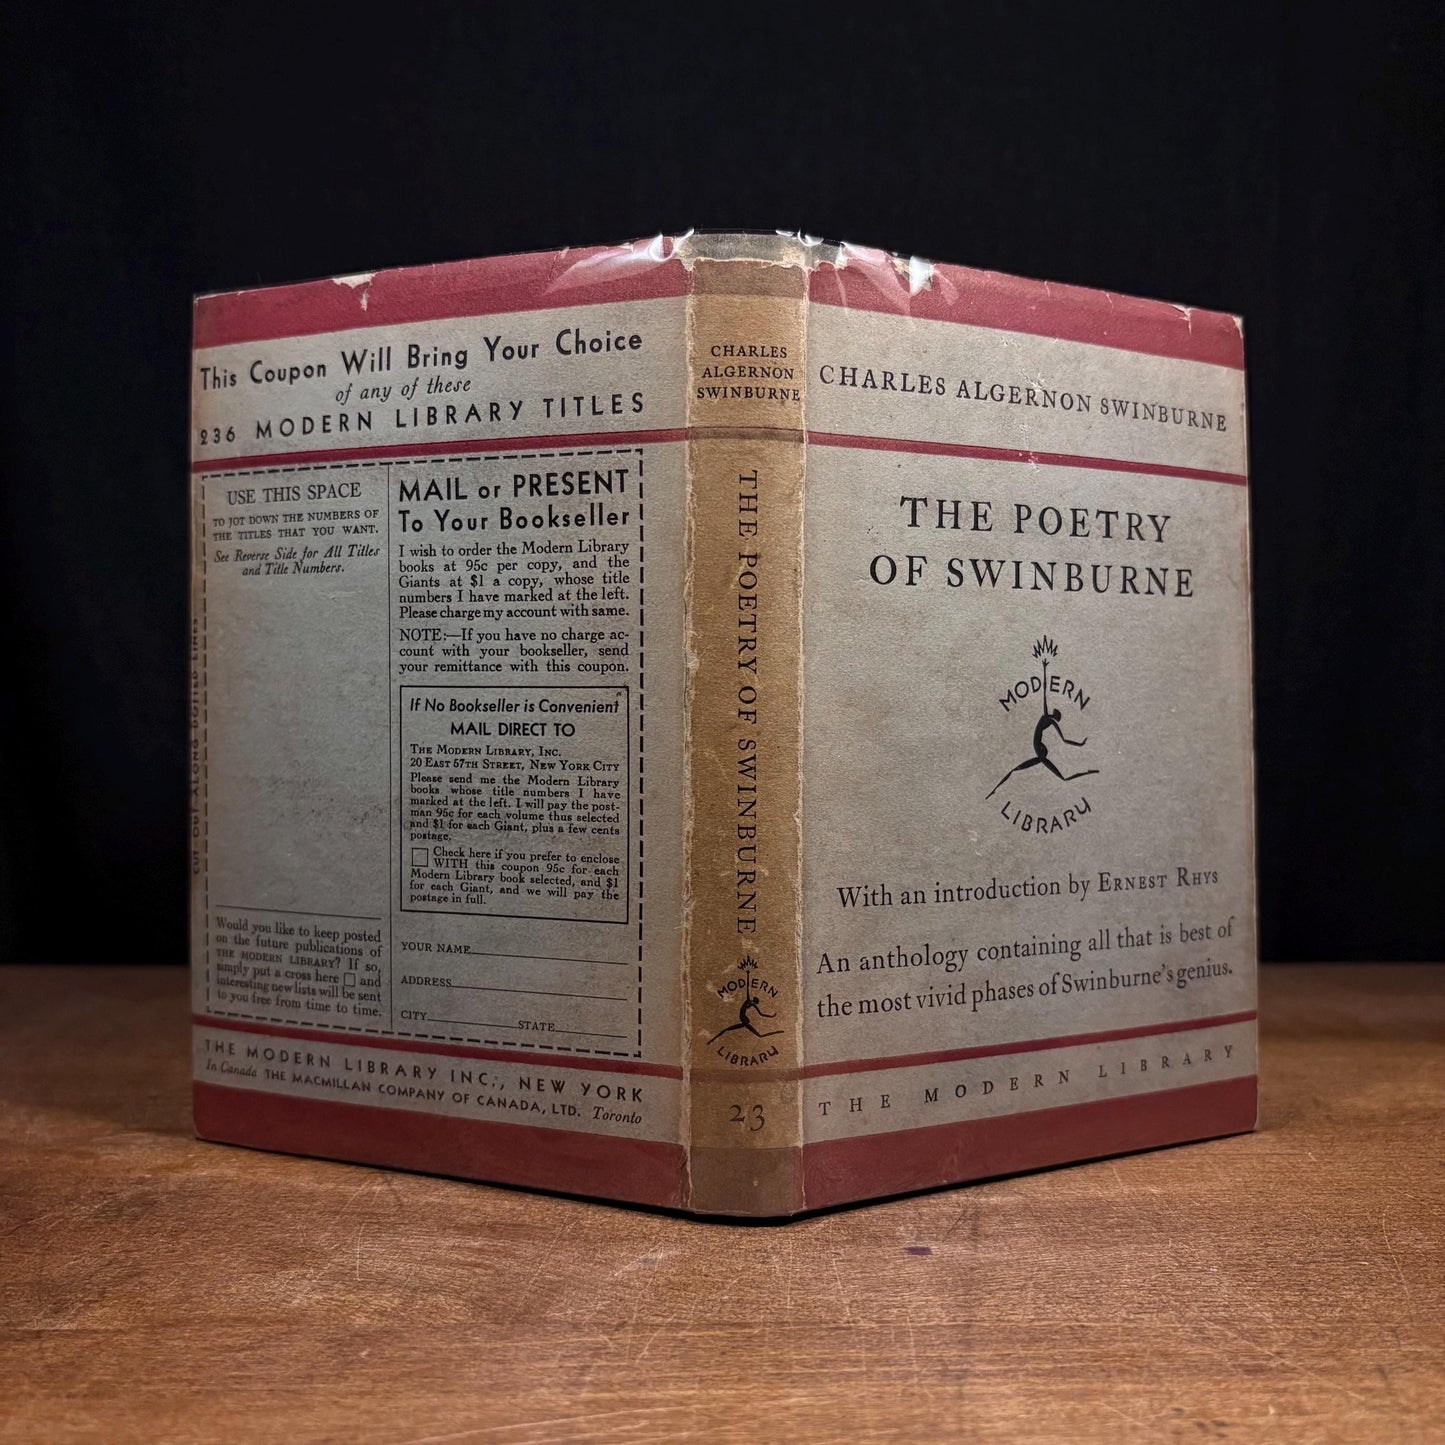 This Coupon Will Bring Your Choice
of any of these
236 MODERN LIBRARY TITLES
USE THIS SPACE
TO JOT DOWN THE NUMBERS OF
THE TITLES THAT YOU WANT.
See Reverse Side for All Titles
and Title Numbers.
CUT OUT ALONG DOTTED LINES
Would you like to keep posted
on the future publications of
THE MODERN LIBRARY? If so,
simply put a cross here and
interesting new lists will be sent
to you free from time to time.
MAIL or PRESENT
To Your Bookseller
I wish to order the Modern Library
books at 95c per copy, and the
Giants at $1 a copy, whose title
numbers I have marked at the left.
Please charge my account with same.
NOTE:—If you have no charge ac-
count with your bookseller, send
your remittance with this coupon.
If No Bookseller is Convenient
MAIL DIRECT TO
THE MODERN LIBRARY, INC.
20 EAST 57TH STREET, NEW YORK CITY
Please send me the Modern Library
books whose title numbers I have
marked at the left. I will pay the post-
man 95c for each volume thus selected
and $1 for each Giant, plus a few cents
postage.
Check here if you prefer to enclose
WITH this coupon 95c for each
Modern Library book selected, and $1
for each Giant, and we will pay the
postage in full.
YOUR NAME
ADDRESS
CITY STATE
THE MODERN LIBRARY INC., NEW YORK
In Canada THE MACMILLAN COMPANY OF CANADA, LTD. Toronto
CHARLES
ALGERNON
SWINBURNE
THE POETRY OF SWINBURNE
MODERN
LIBRARY
23
CHARLES ALGERNON SWINBURNE
THE POETRY
OF SWINBURNE
MODERN
LIBRARY
With an introduction by ERNEST RHYS
An anthology containing all that is best of
the most vivid phases of Swinburne's genius.
THE MODERN LIBRARY